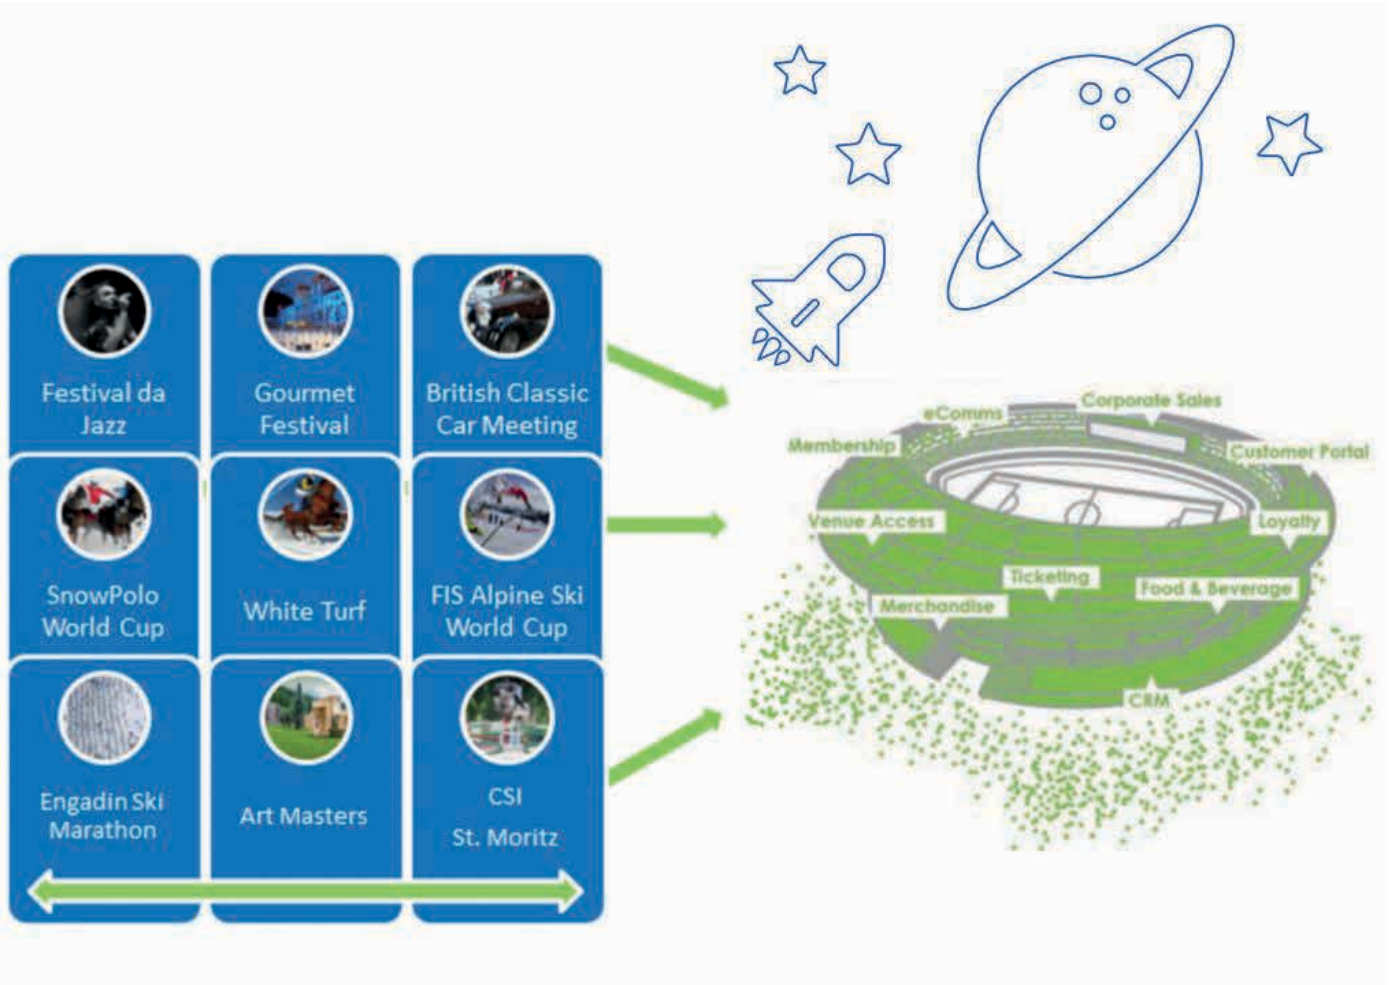 Festival da
Jazz
Gourmet
Festival
British Classic
Car Meeting
SnowPolo
World Cup
White Turf
FIS Alpine Ski
World Cup
Engadin Ski
Marathon
Art Masters
CSI
St. Moritz
Corporate Sales
eComms
Membership
Customer Portal
Venue Access
Loyalty
Ticketing
Food & Beverage
Merchandise
CRM